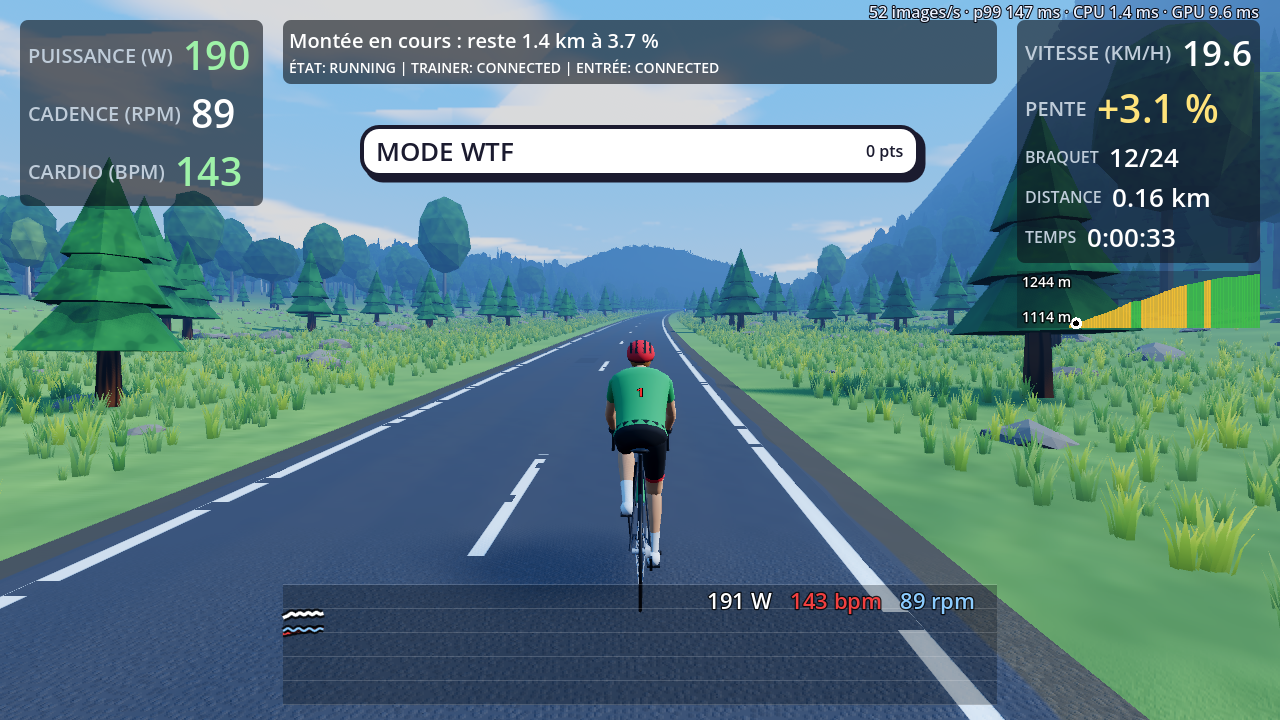 52 images/s · p99 147 ms · CPU 1.4 ms · GPU 9.6 ms
PUISSANCE (W) 190
CADENCE (RPM) 89
CARDIO (BPM) 143
Montée en cours : reste 1.4 km à 3.7 %
ÉTAT: RUNNING | TRAINER: CONNECTED | ENTRÉE: CONNECTED
MODE WTF 0 pts
VITESSE (KM/H) 19.6
PENTE +3.1 %
BRAQUET 12/24
DISTANCE 0.16 km
TEMPS 0:00:33
1244 m
1114 m
1
191 W 143 bpm 89 rpm